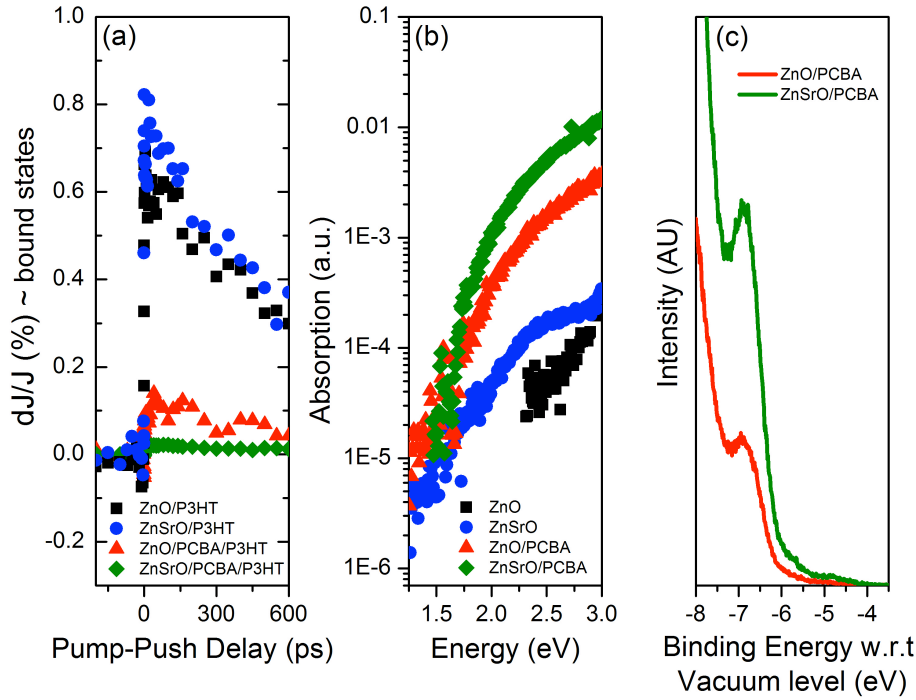 (a)
dJ/J (%) ~ bound states
1.0
0.8
0.6
0.4
0.2
0.0
-0.2
ZnO/P3HT
ZnSrO/P3HT
ZnO/PCBA/P3HT
ZnSrO/PCBA/P3HT
0 300 600
Pump-Push Delay (ps)
(b)
Absorption (a.u.)
0.1
0.01
1E-3
1E-4
1E-5
1E-6
ZnO
ZnSrO
ZnO/PCBA
ZnSrO/PCBA
1.5 2.0 2.5 3.0
Energy (eV)
(c)
Intensity (AU)
ZnO/PCBA
ZnSrO/PCBA
-8 -7 -6 -5 -4
Binding Energy w.r.t
Vacuum level (eV)